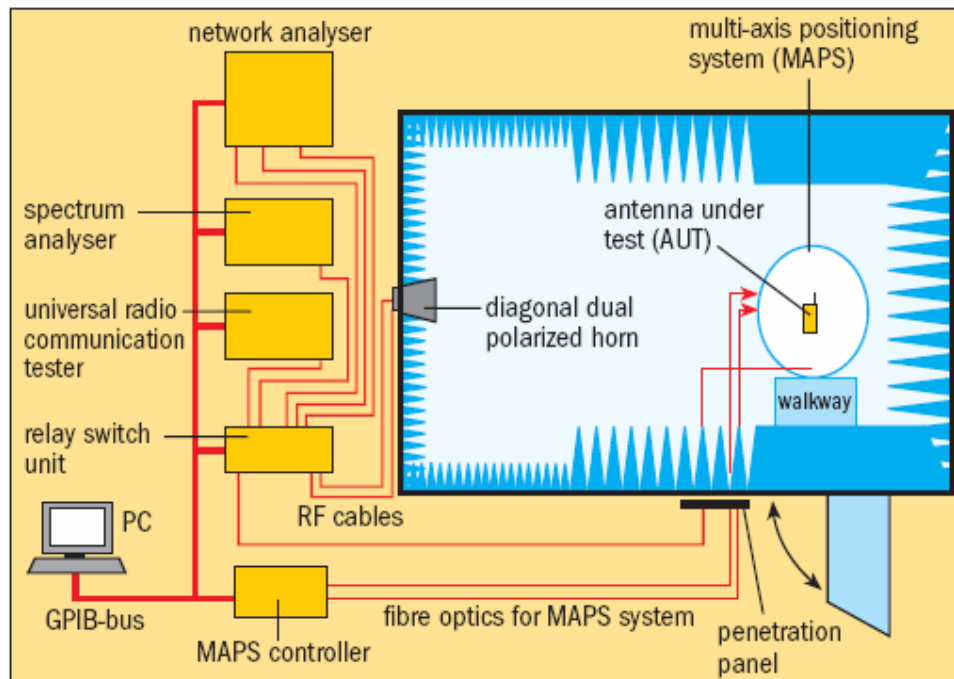 network analyser
multi-axis positioning
system (MAPS)
spectrum
analyser
antenna under
test (AUT)
universal radio
communication
tester
diagonal dual
polarized horn
walkway
relay switch
unit
RF cables
PC
GPIB-bus
MAPS controller
fibre optics for MAPS system
penetration
panel